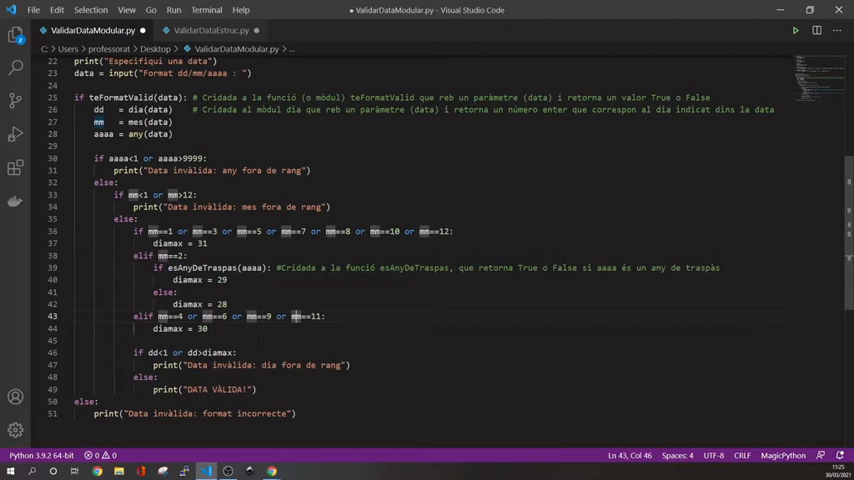 File Edit Selection View Go Run Terminal Help
● ValidarDataModular.py - Visual Studio Code
ValidarDataModular.py ●
ValidarDataEstruc.py ●
C: > Users > professorat > Desktop > ValidarDataModular.py > ...
22 print("Especifiqui una data")
23 data = input("Format dd/mm/aaaa : ")
24
25 if teFormatValid(data): # Cridada a la funció (o mòdul) teFormatValid que reb un paràmetre (data) i retorna un valor True o False
26 dd = dia(data) # Cridada al mòdul dia que reb un paràmetre (data) i retorna un número enter que correspon al dia indicat dins la data
27 mm = mes(data)
28 aaaa = any(data)
29
30 if aaaa<1 or aaaa>9999:
31 print("Data invàlida: any fora de rang")
32 else:
33 if mm<1 or mm>12:
34 print("Data invàlida: mes fora de rang")
35 else:
36 if mm==1 or mm==3 or mm==5 or mm==7 or mm==8 or mm==10 or mm==12:
37 diamax = 31
38 elif mm==2:
39 if esAnyDeTraspas(aaaa): #Cridada a la funció esAnyDeTraspas, que retorna True o False si aaaa és un any de traspàs
40 diamax = 29
41 else:
42 diamax = 28
43 elif mm==4 or mm==6 or mm==9 or mm==11:
44 diamax = 30
45
46 if dd<1 or dd>diamax:
47 print("Data invàlida: dia fora de rang")
48 else:
49 print("DATA VÀLIDA!")
50 else:
51 print("Data invàlida: format incorrecte")
2
Python 3.9.2 64-bit 0 0 Ln 43, Col 46 Spaces: 4 UTF-8 CRLF MagicPython
11:25
30/03/2021